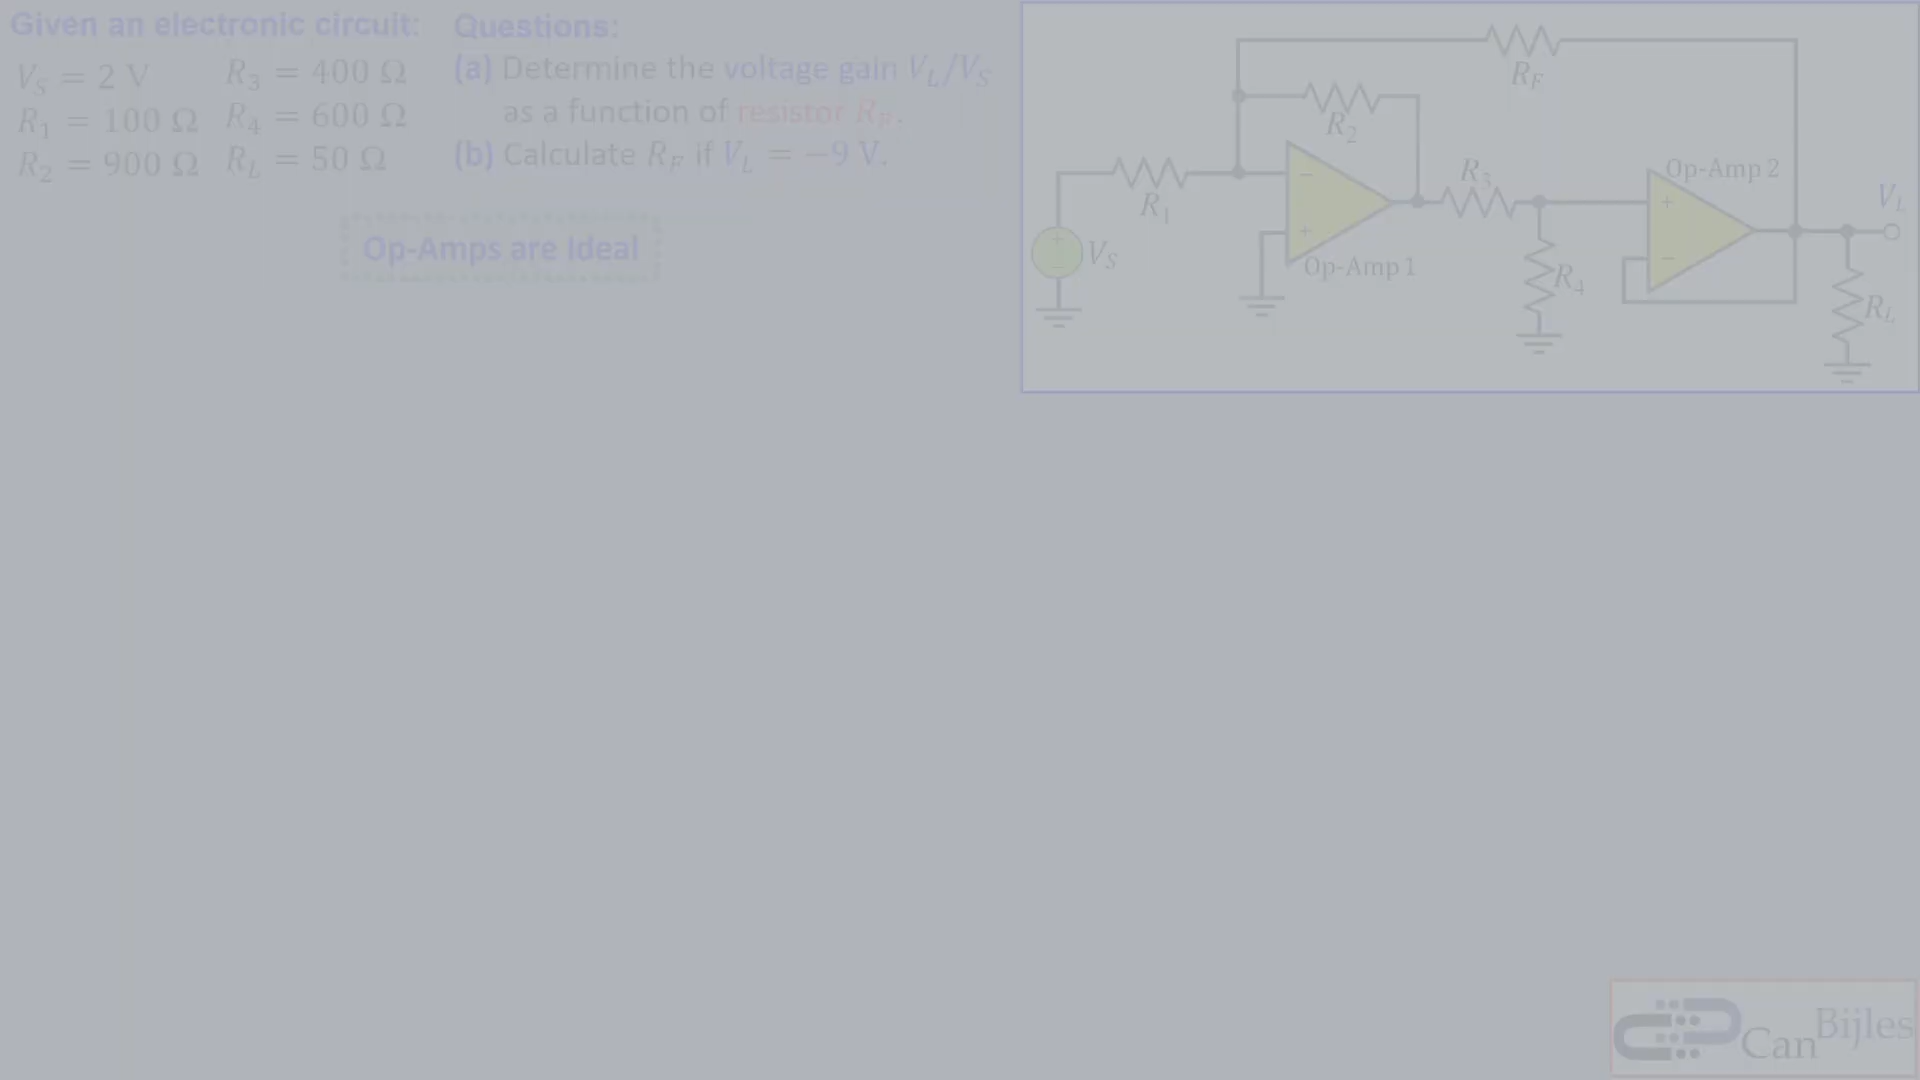 Given an electronic circuit:
V_S = 2 V
R_1 = 100 Ω
R_2 = 900 Ω
R_3 = 400 Ω
R_4 = 600 Ω
R_L = 50 Ω
Questions:
(a) Determine the voltage gain V_L/V_S
as a function of resistor R_F.
(b) Calculate R_F if V_L = −9 V.
Op-Amps are Ideal
R_F
R_2
R_1
R_3
Op-Amp 2
V_L
−
+
+
−
+
−
V_S
Op-Amp 1
R_4
R_L
Can Bijles